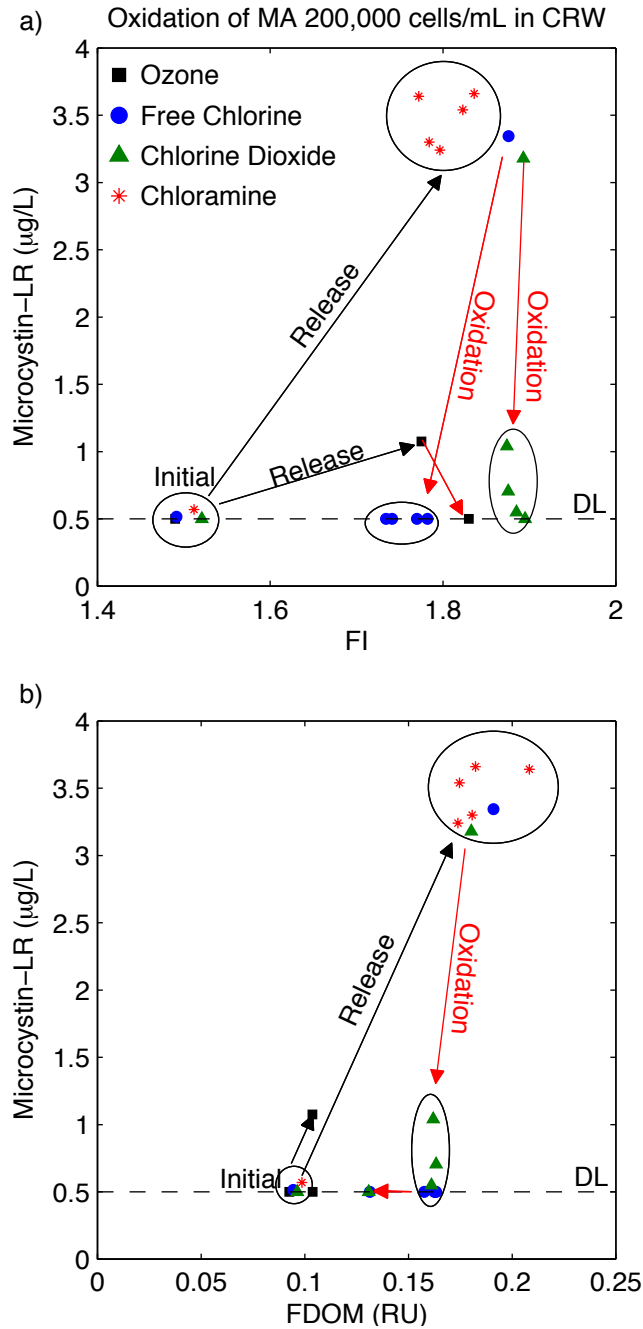 a)
Oxidation of MA 200,000 cells/mL in CRW
Ozone
Free Chlorine
Chlorine Dioxide
Chloramine
Microcystin−LR (μg/L)
4
3.5
3
2.5
2
1.5
1
0.5
0
Release
Release
Oxidation
Oxidation
Initial
DL
1.4
1.6
1.8
2
FI
b)
Microcystin−LR (μg/L)
4
3.5
3
2.5
2
1.5
1
0.5
0
Release
Oxidation
Initial
DL
0
0.05
0.1
0.15
0.2
0.25
FDOM (RU)